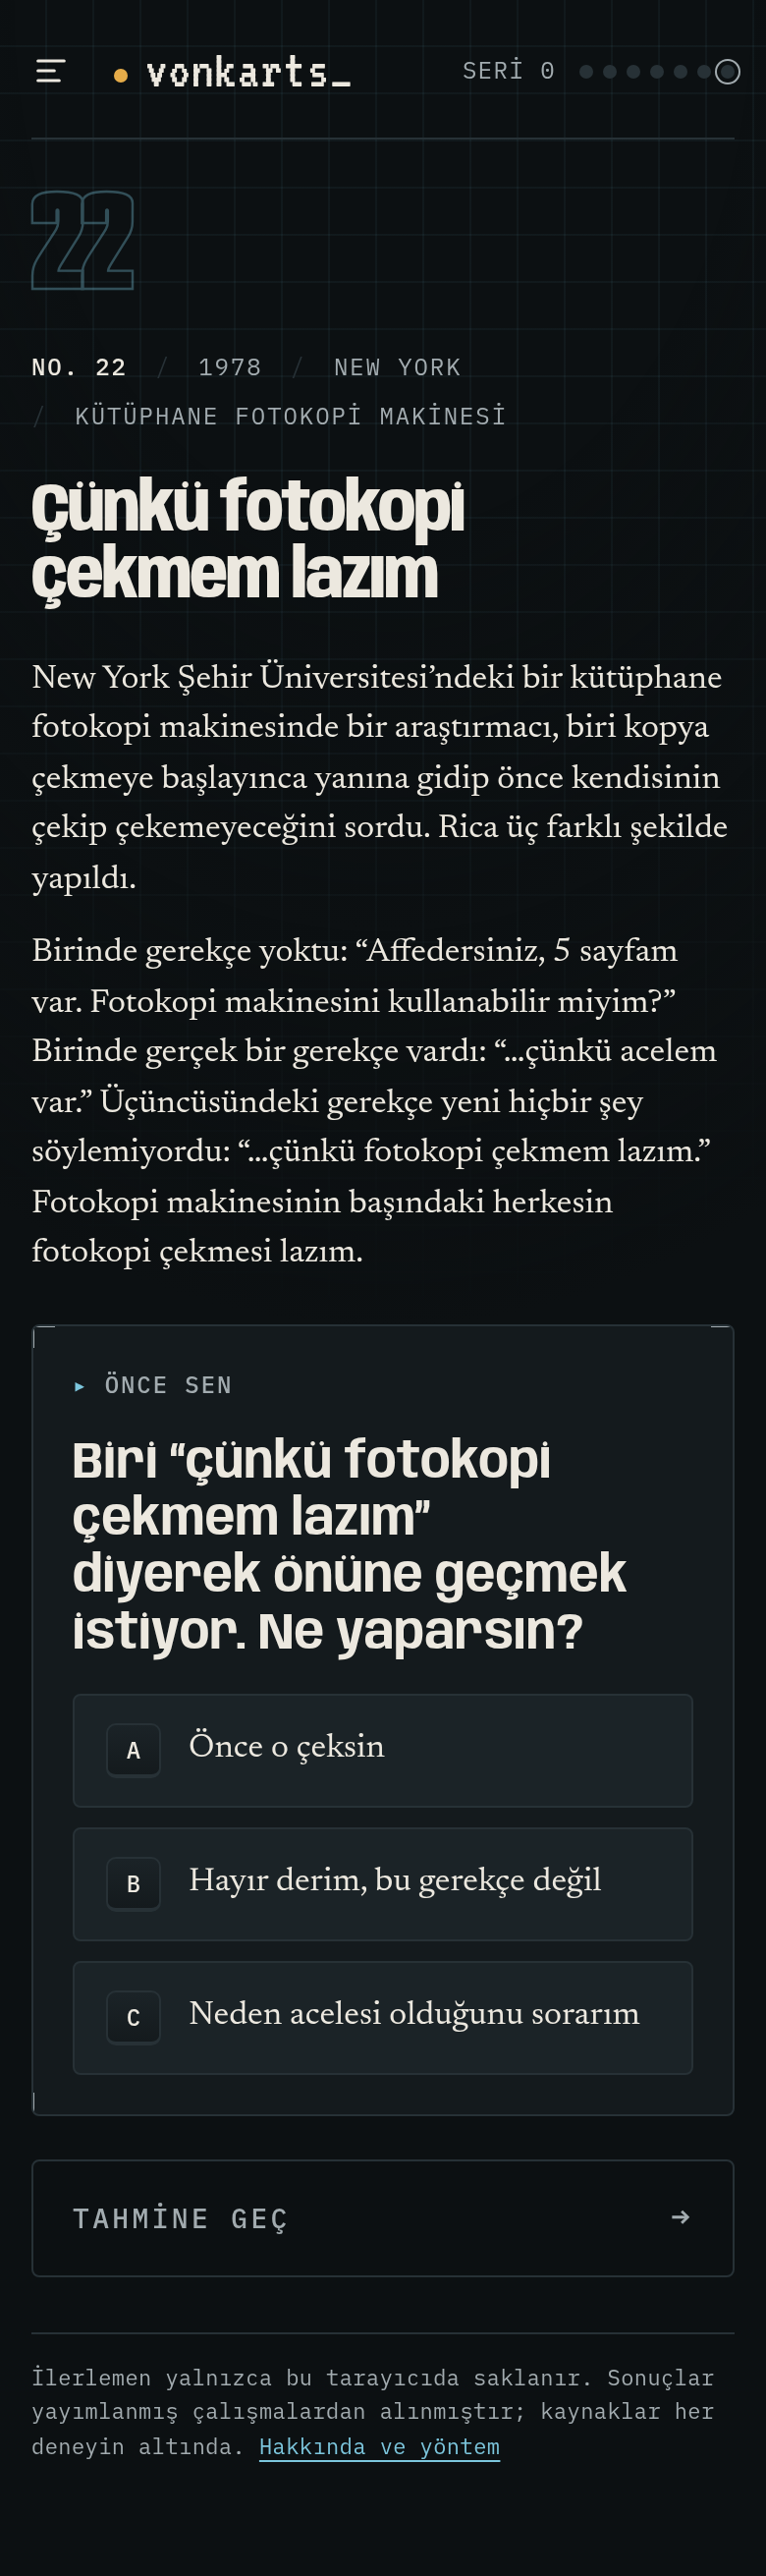 vonkarts_
SERİ 0
22
NO. 22 / 1978 / NEW YORK
/ KÜTÜPHANE FOTOKOPİ MAKİNESİ
Çünkü fotokopi
çekmem lazım
New York Şehir Üniversitesi’ndeki bir kütüphane
fotokopi makinesinde bir araştırmacı, biri kopya
çekmeye başlayınca yanına gidip önce kendisinin
çekip çekemeyeceğini sordu. Rica üç farklı şekilde
yapıldı.
Birinde gerekçe yoktu: “Affedersiniz, 5 sayfam
var. Fotokopi makinesini kullanabilir miyim?”
Birinde gerçek bir gerekçe vardı: “…çünkü acelem
var.” Üçüncüsündeki gerekçe yeni hiçbir şey
söylemiyordu: “…çünkü fotokopi çekmem lazım.”
Fotokopi makinesinin başındaki herkesin
fotokopi çekmesi lazım.
▸ ÖNCE SEN
Biri “çünkü fotokopi
çekmem lazım”
diyerek önüne geçmek
istiyor. Ne yaparsın?
A Önce o çeksin
B Hayır derim, bu gerekçe değil
C Neden acelesi olduğunu sorarım
TAHMİNE GEÇ →
İlerlemen yalnızca bu tarayıcıda saklanır. Sonuçlar
yayımlanmış çalışmalardan alınmıştır; kaynaklar her
deneyin altında. Hakkında ve yöntem